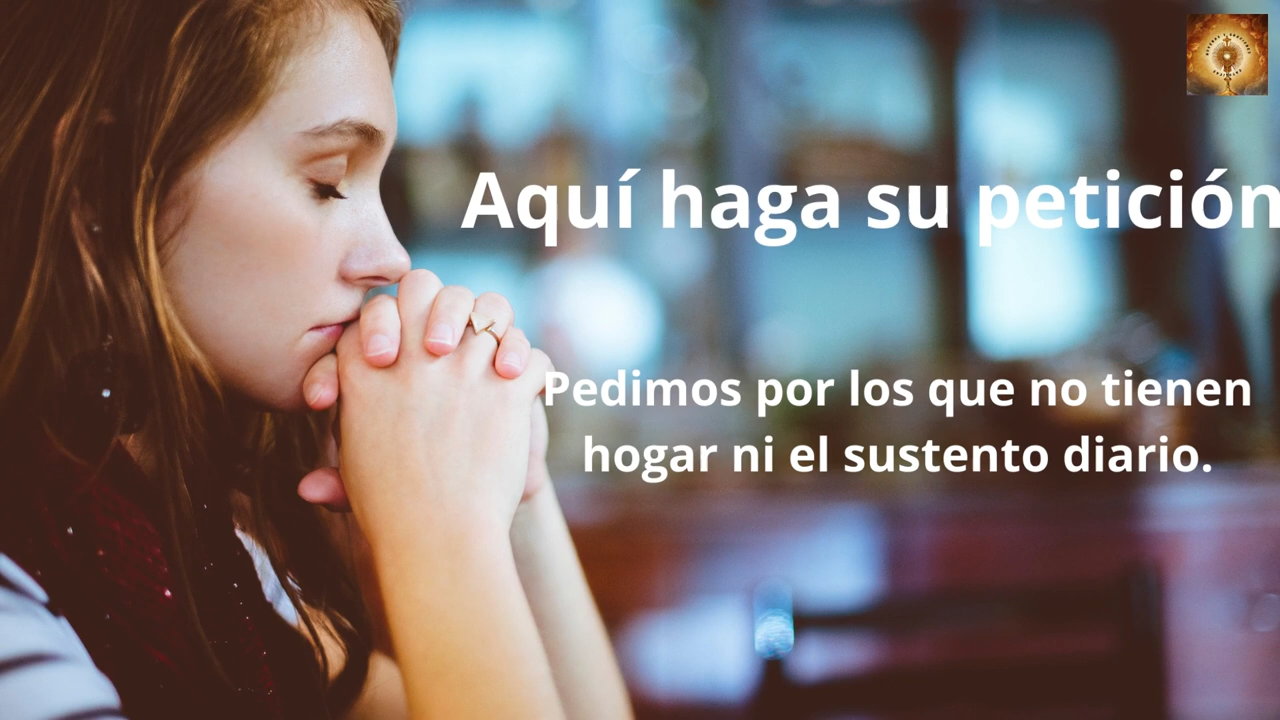 Aquí haga su petición
Pedimos por los que no tienen
hogar ni el sustento diario.